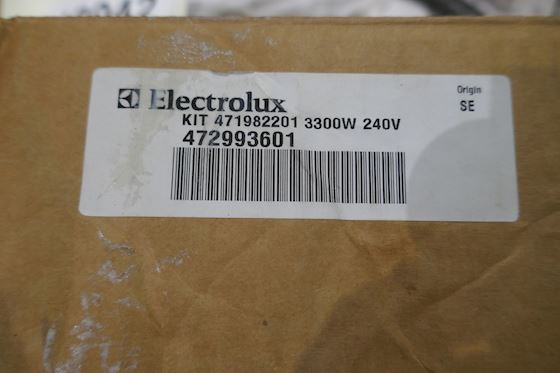 Electrolux
Origin
SE
KIT 471982201 3300W 240V
472993601